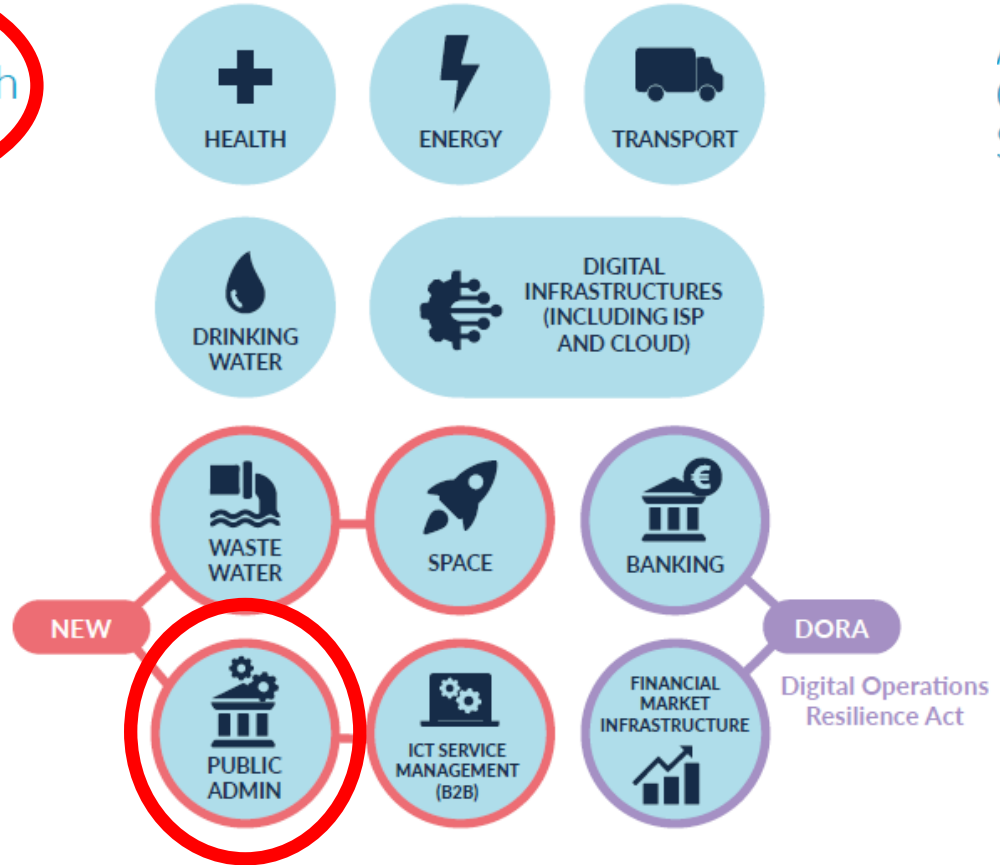 HEALTH
ENERGY
TRANSPORT
DRINKING
WATER
DIGITAL
INFRASTRUCTURES
(INCLUDING ISP
AND CLOUD)
WASTE
WATER
SPACE
BANKING
NEW
DORA
PUBLIC
ADMIN
ICT SERVICE
MANAGEMENT
(B2B)
FINANCIAL
MARKET
INFRASTRUCTURE
Digital Operations
Resilience Act